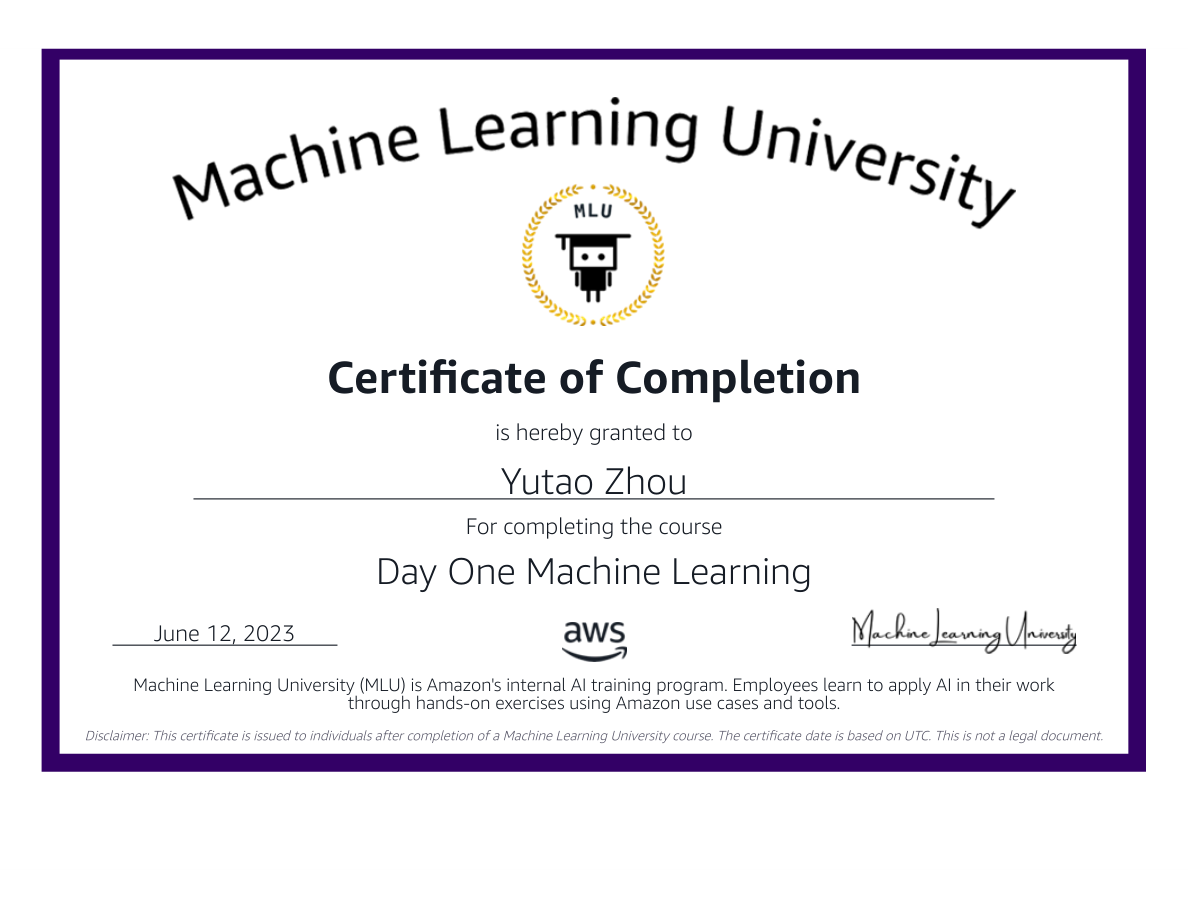 Machine Learning University
MLU
Certificate of Completion
is hereby granted to
Yutao Zhou
For completing the course
Day One Machine Learning
June 12, 2023
aws
Machine Learning University
Machine Learning University (MLU) is Amazon's internal AI training program. Employees learn to apply AI in their work
through hands-on exercises using Amazon use cases and tools.
Disclaimer: This certificate is issued to individuals after completion of a Machine Learning University course. The certificate date is based on UTC. This is not a legal document.